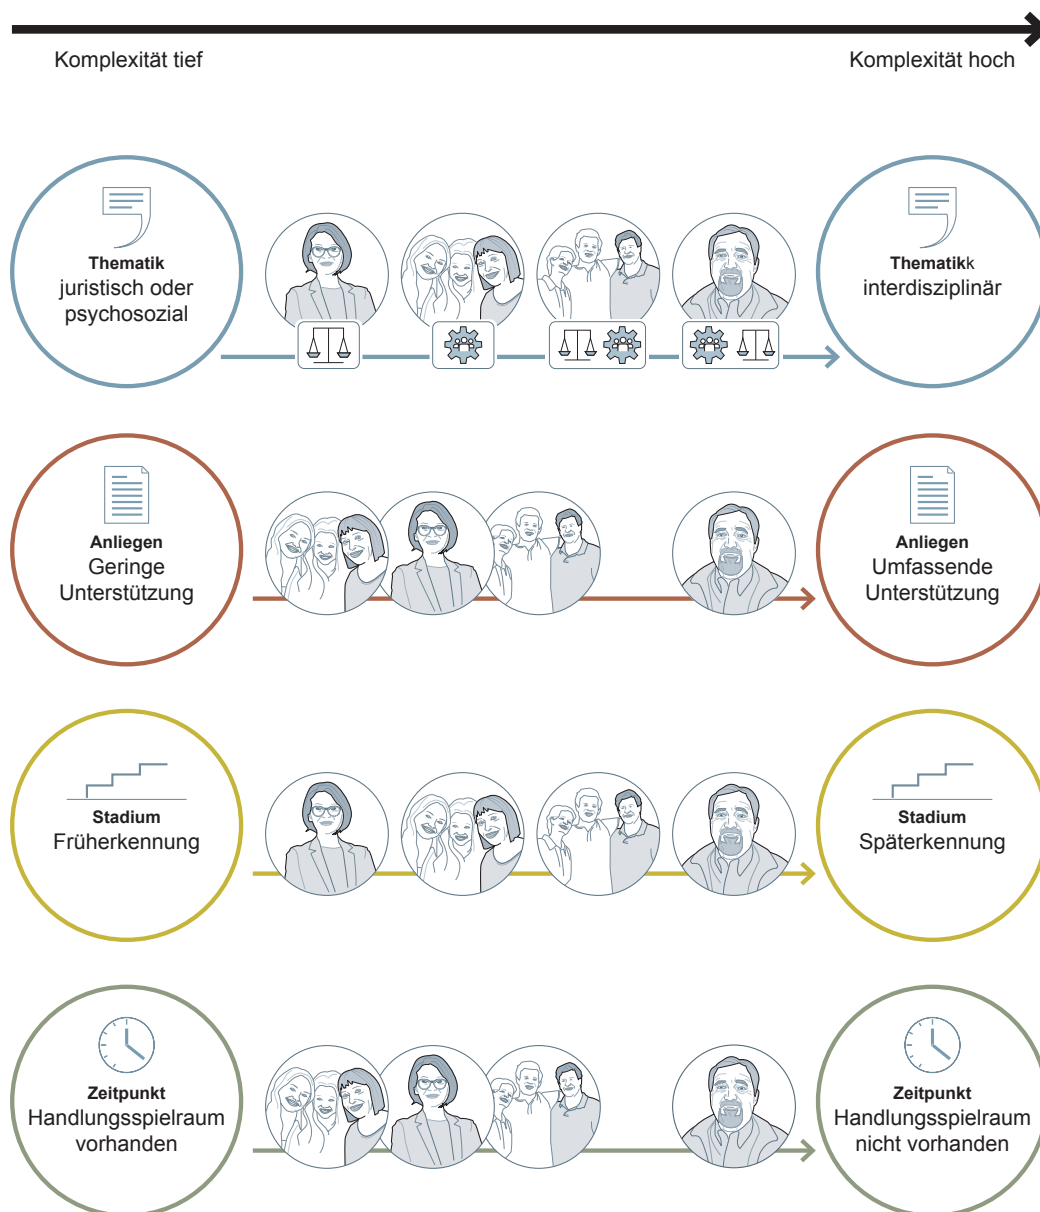 Komplexität tief
Komplexität hoch
Thematik
juristisch oder
psychosozial
Thematikk
interdisziplinär
Anliegen
Geringe
Unterstützung
Anliegen
Umfassende
Unterstützung
Stadium
Früherkennung
Stadium
Späterkennung
Zeitpunkt
Handlungsspielraum
vorhanden
Zeitpunkt
Handlungsspielraum
nicht vorhanden